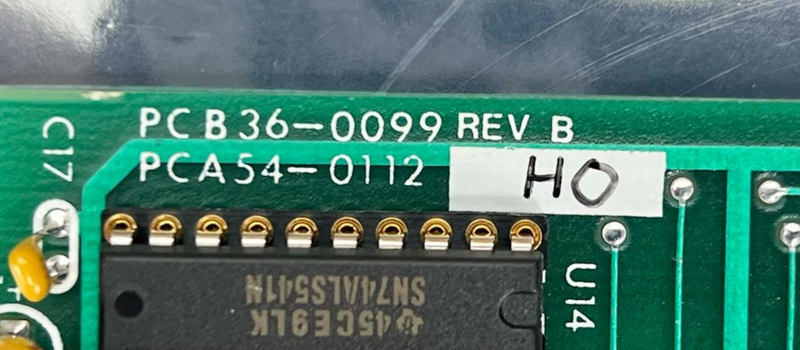 PCB36-0099 REV B
PCA54-0112 HO
C17
U14
45CE9LK
SN74ALS541N